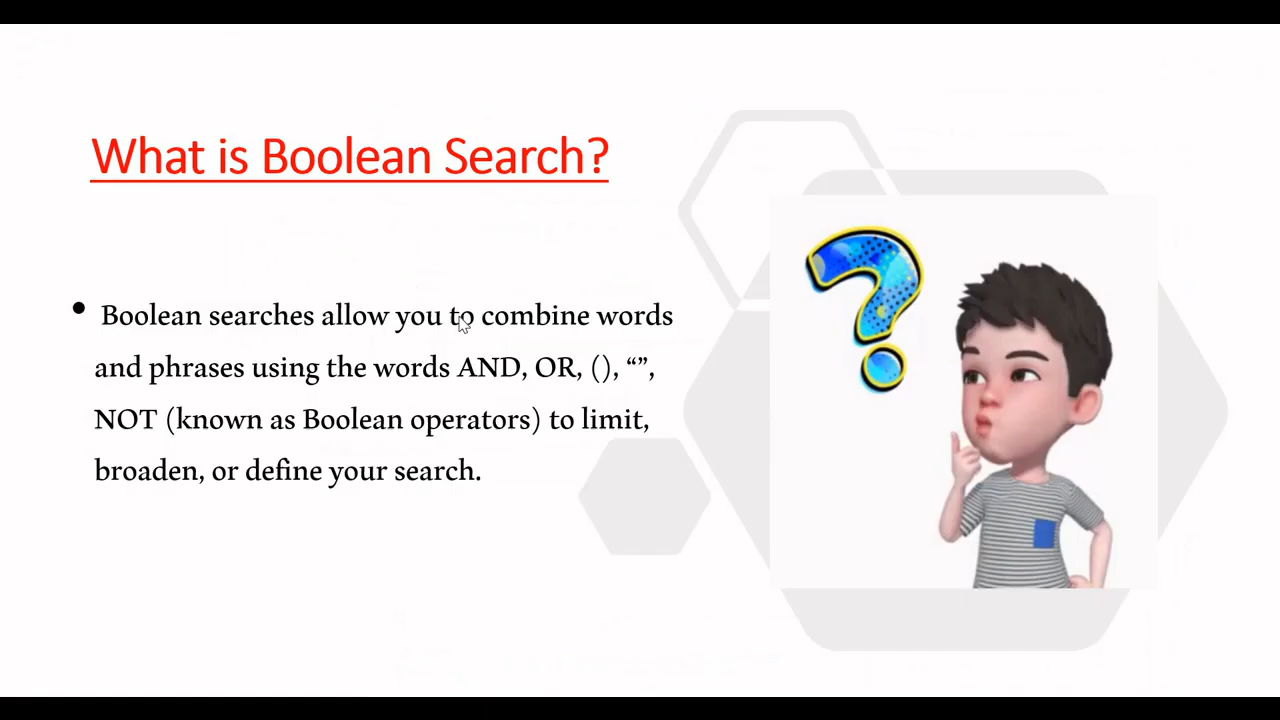 What is Boolean Search?
• Boolean searches allow you to combine words
and phrases using the words AND, OR, (), “”,
NOT (known as Boolean operators) to limit,
broaden, or define your search.